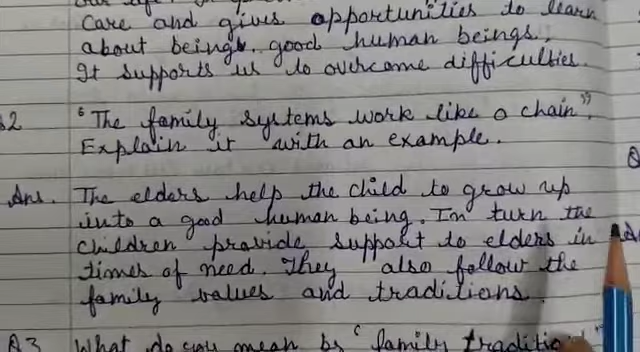 care and gives opportunities to learn
about being good human beings.
It supports us to overcome difficulties.
Q2 "The family systems work like a chain".
Explain it with an example.
Ans. The elders help the child to grow up
into a good human being. In turn the
children provide support to elders in
times of need. They also follow the
family values and traditions.
Q3 What do you mean by "family traditio